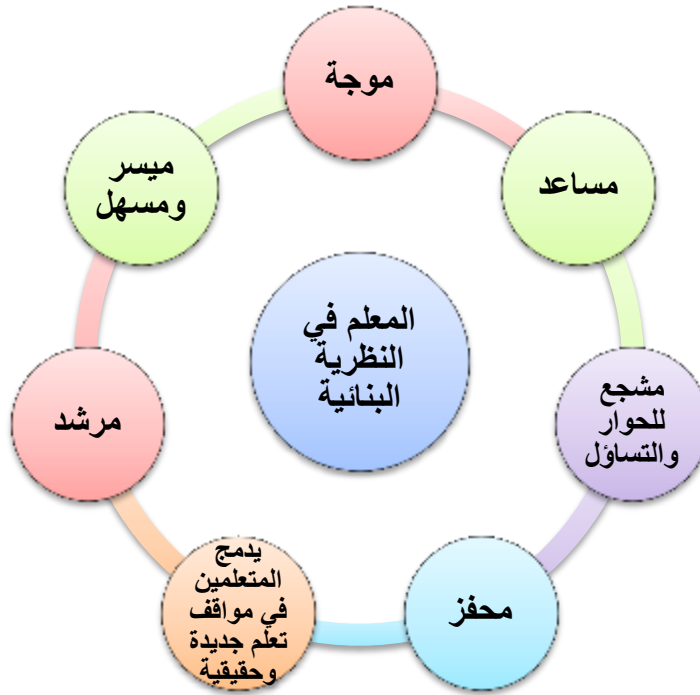 موجة
مساعد
مشجع
للحوار
والتساؤل
محفز
يدمج
المتعلمين
في مواقف
تعلم جديدة
وحقيقية
مرشد
ميسر
ومسهل
المعلم في
النظرية
البنائية